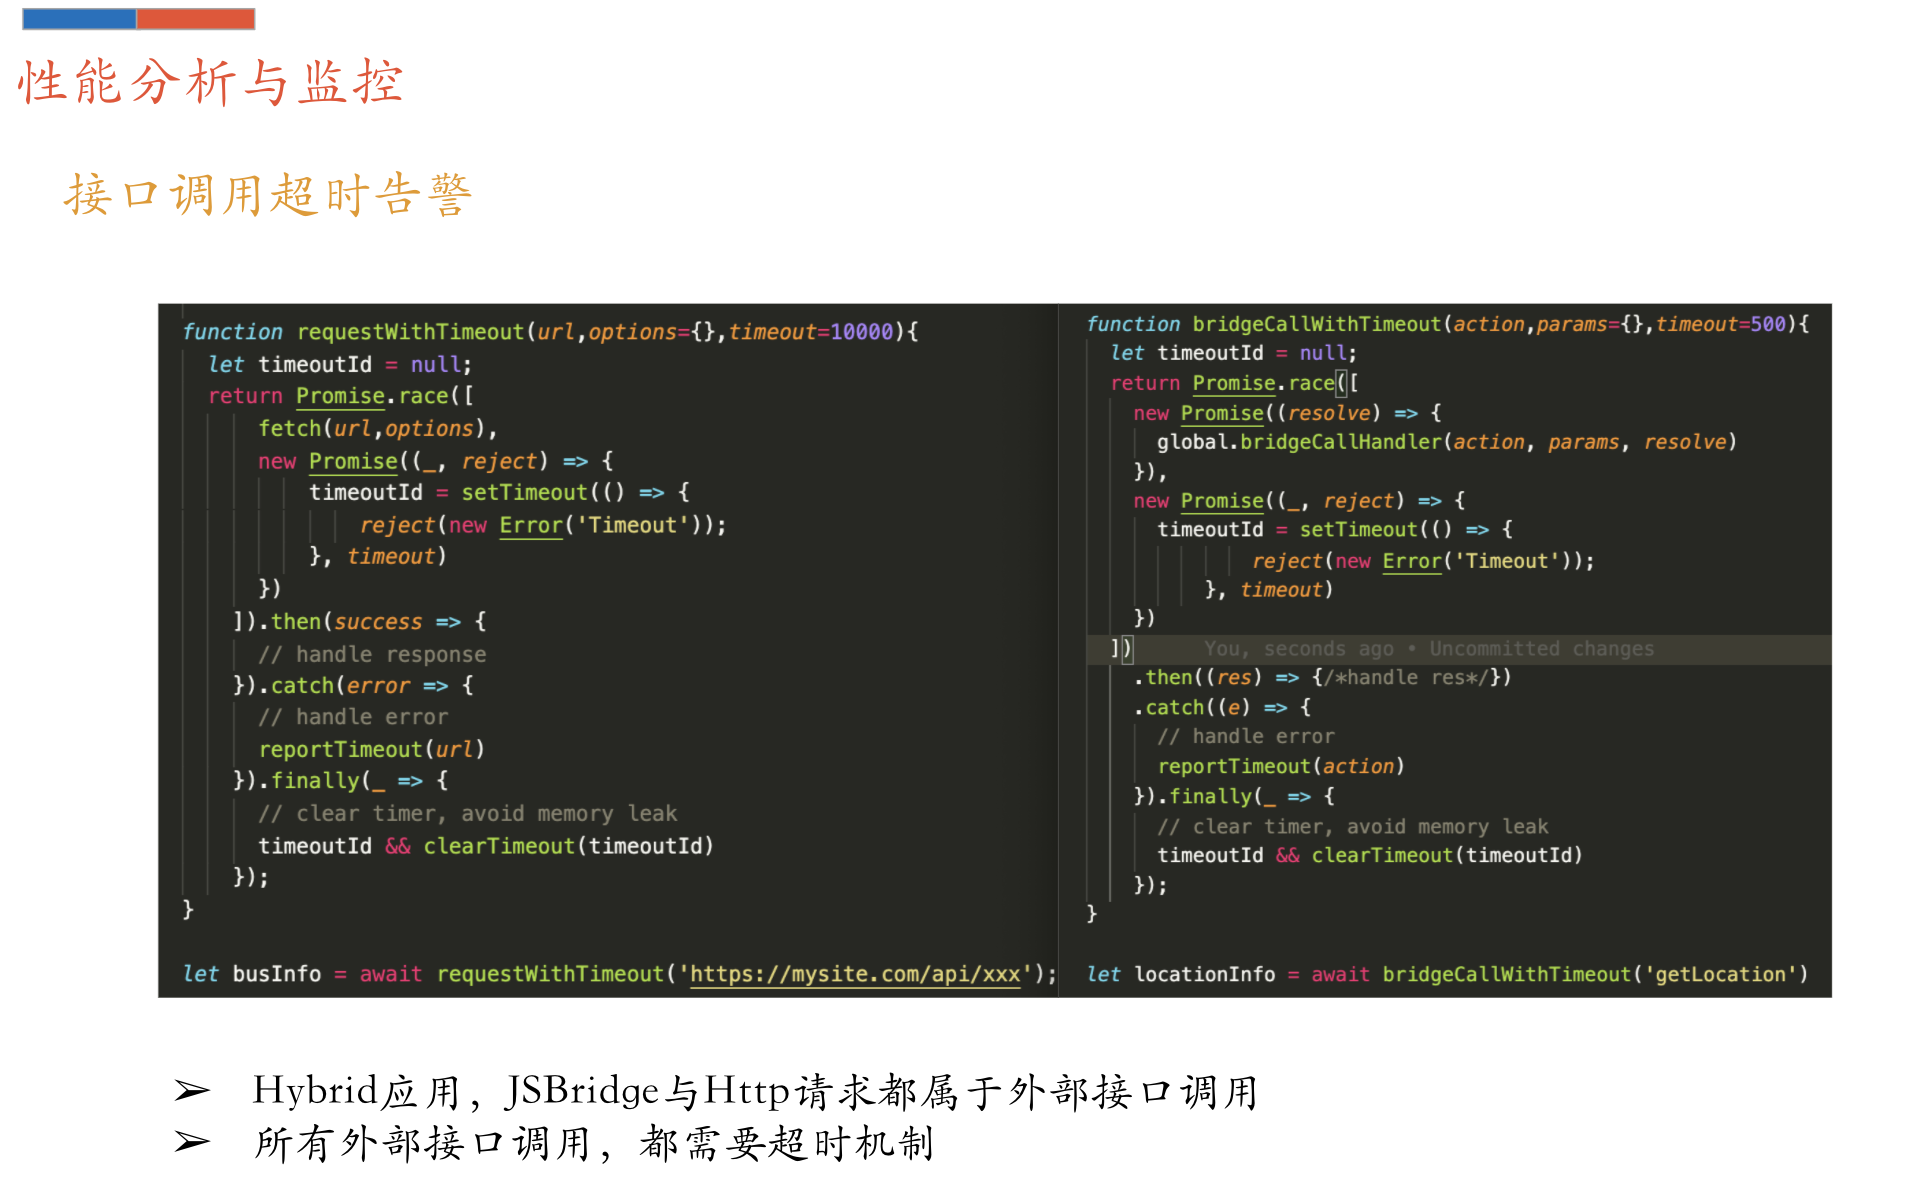 性能分析与监控
接口调用超时告警
function requestWithTimeout(url,options={},timeout=10000){
let timeoutId = null;
return Promise.race([
fetch(url,options),
new Promise((_, reject) => {
timeoutId = setTimeout(() => {
reject(new Error('Timeout'));
}, timeout)
})
]).then(success => {
// handle response
}).catch(error => {
// handle error
reportTimeout(url)
}).finally(_ => {
// clear timer, avoid memory leak
timeoutId && clearTimeout(timeoutId)
});
}
let busInfo = await requestWithTimeout('https://mysite.com/api/xxx');
function bridgeCallWithTimeout(action,params={},timeout=500){
let timeoutId = null;
return Promise.race([
new Promise((resolve) => {
global.bridgeCallHandler(action, params, resolve)
}),
new Promise((_, reject) => {
timeoutId = setTimeout(() => {
reject(new Error('Timeout'));
}, timeout)
})
]) You, seconds ago • Uncommitted changes
.then((res) => {/*handle res*/})
.catch((e) => {
// handle error
reportTimeout(action)
}).finally(_ => {
// clear timer, avoid memory leak
timeoutId && clearTimeout(timeoutId)
});
}
let locationInfo = await bridgeCallWithTimeout('getLocation')
➢ Hybrid应用，JSBridge与Http请求都属于外部接口调用
➢ 所有外部接口调用，都需要超时机制